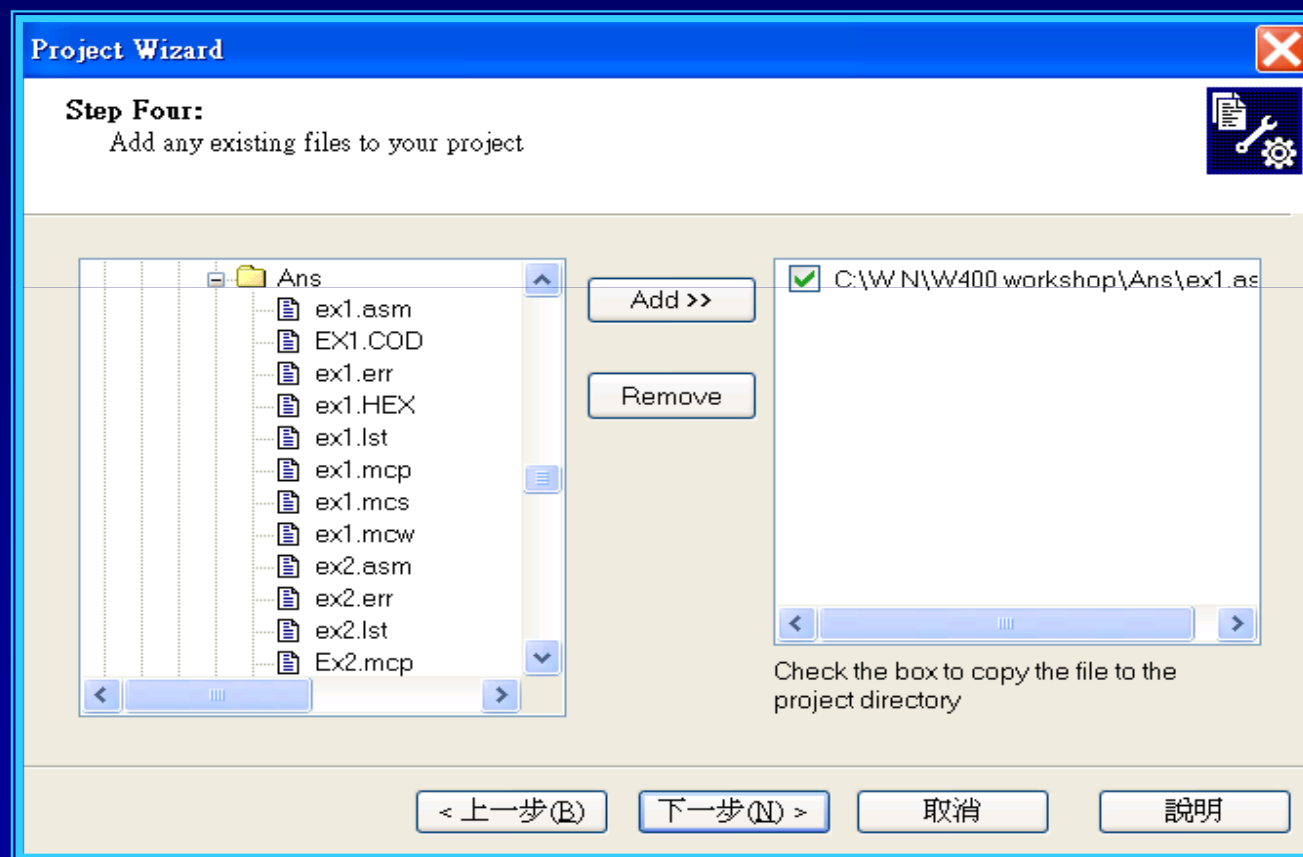 Project Wizard
Step Four:
Add any existing files to your project
Ans
ex1.asm
EX1.COD
ex1.err
ex1.HEX
ex1.lst
ex1.mcp
ex1.mcs
ex1.mcw
ex2.asm
ex2.err
ex2.lst
Ex2.mcp
Add >>
Remove
C:\W N\W400 workshop\Ans\ex1.as
Check the box to copy the file to the
project directory
< 上一步(B)
下一步(N) >
取消
說明